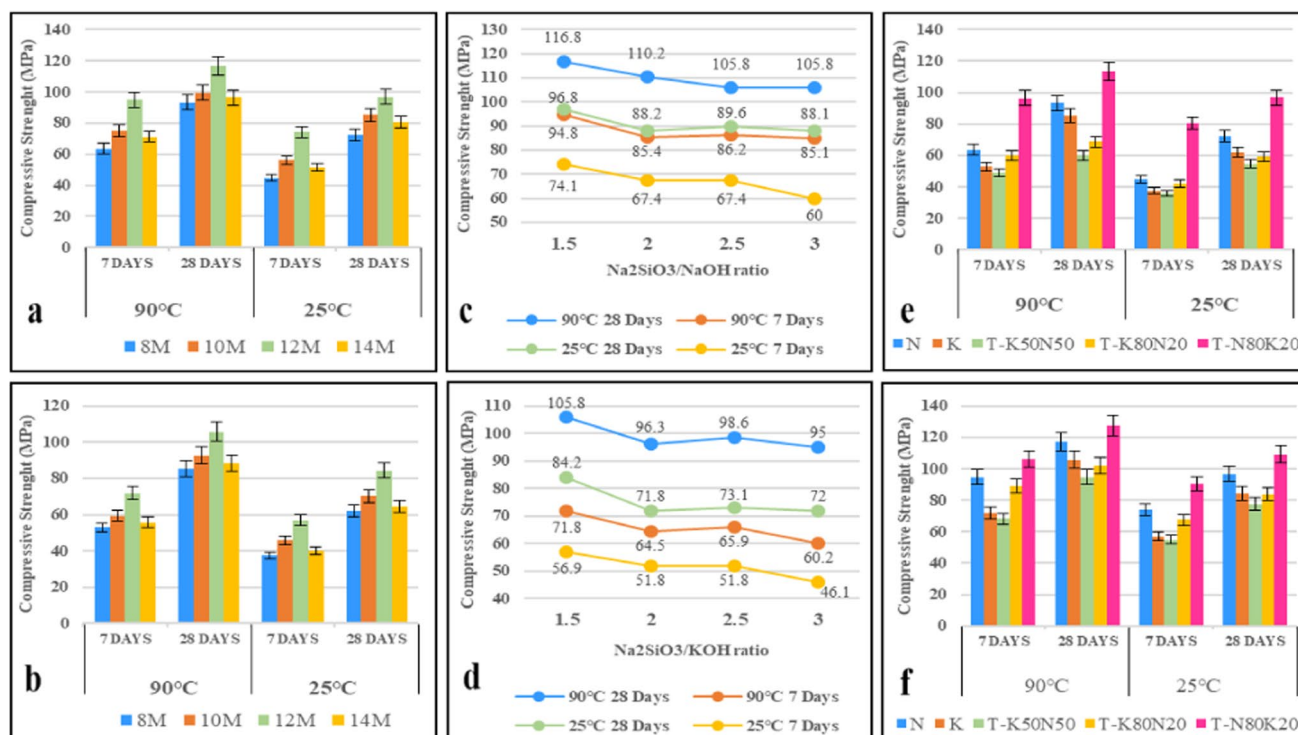 140
120
100
80
60
40
20
0
Compressive Strenght (MPa)
7 DAYS 28 DAYS 7 DAYS 28 DAYS
90°C 25°C
a
8M 10M 12M 14M
130
120
110
100
90
80
70
60
50
Compressive Strenght (MPa)
116.8 110.2 105.8 105.8
96.8 88.2 89.6 88.1
94.8 85.4 86.2 85.1
74.1 67.4 67.4 60
1.5 2 2.5 3
Na2SiO3/NaOH ratio
c
90°C 28 Days 90°C 7 Days
25°C 28 Days 25°C 7 Days
140
120
100
80
60
40
20
0
Compressive Strenght (MPa)
7 DAYS 28 DAYS 7 DAYS 28 DAYS
90°C 25°C
e
N K T-K50N50 T-K80N20 T-N80K20
120
100
80
60
40
20
0
Compressive Strenght (MPa)
7 DAYS 28 DAYS 7 DAYS 28 DAYS
90°C 25°C
b
8M 10M 12M 14M
110
100
90
80
70
60
50
40
Compressive Strenght (MPa)
105.8 96.3 98.6 95
84.2 71.8 73.1 72
71.8 64.5 65.9 60.2
56.9 51.8 51.8 46.1
1.5 2 2.5 3
Na2SiO3/KOH ratio
d
90°C 28 Days 90°C 7 Days
25°C 28 Days 25°C 7 Days
140
120
100
80
60
40
20
0
Compressive Strenght (MPa)
7 DAYS 28 DAYS 7 DAYS 28 DAYS
90°C 25°C
f
N K T-K50N50 T-K80N20 T-N80K20